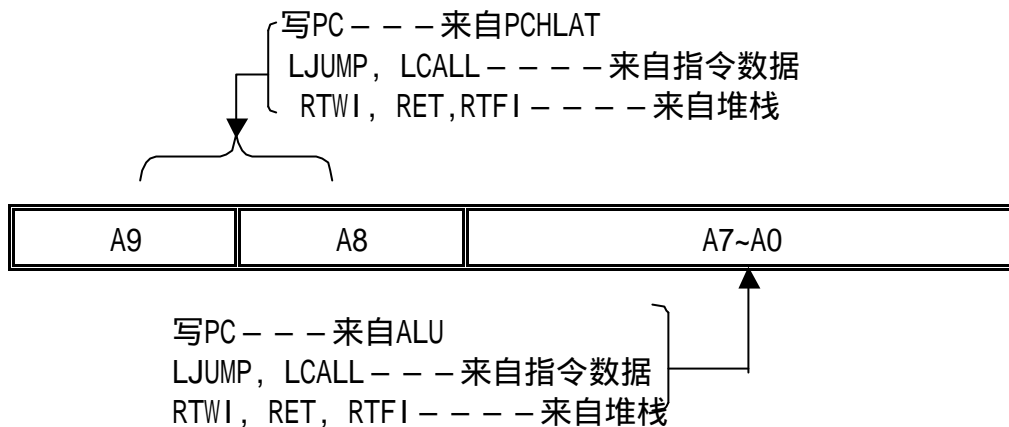 写PC－－－来自PCHLAT
LJUMP, LCALL－－－－来自指令数据
RTWI, RET,RTFI－－－－来自堆栈
A9 A8 A7~A0
写PC－－－来自ALU
LJUMP, LCALL－－－来自指令数据
RTWI, RET, RTFI－－－－来自堆栈